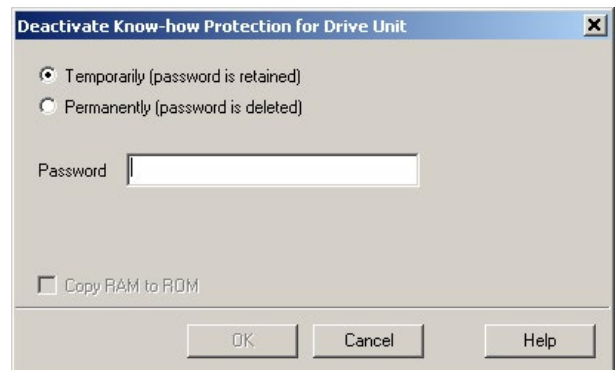 Deactivate Know-how Protection for Drive Unit
Temporarily (password is retained)
Permanently (password is deleted)
Password
Copy RAM to ROM
OK Cancel Help